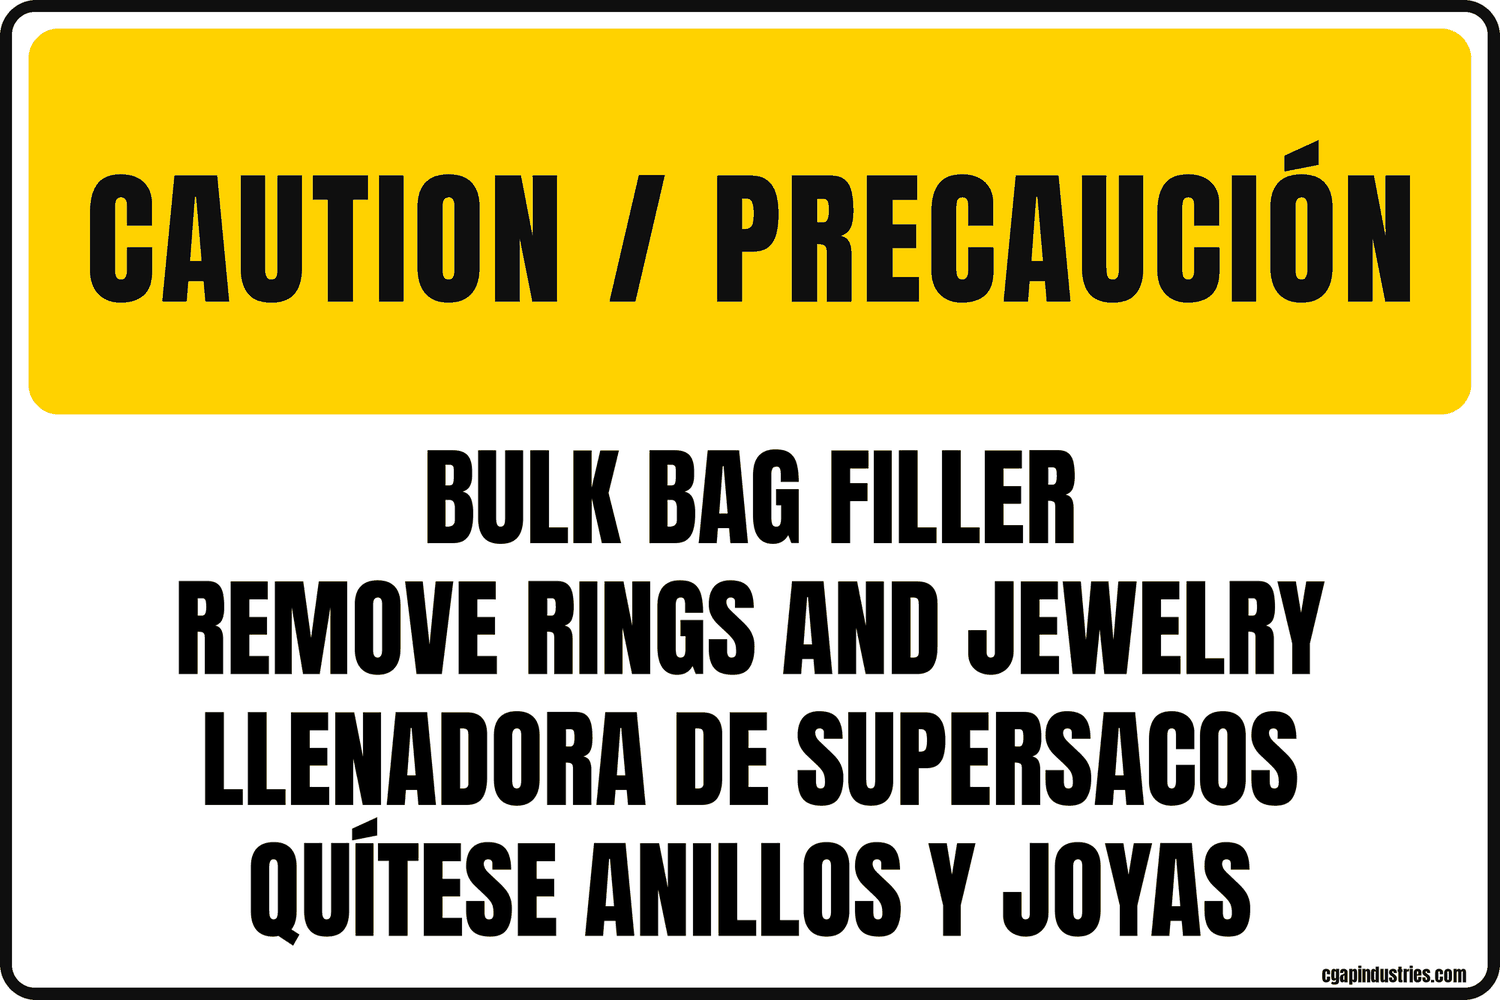 CAUTION / PRECAUCIÓN
BULK BAG FILLER
REMOVE RINGS AND JEWELRY
LLENADORA DE SUPERSACOS
QUÍTESE ANILLOS Y JOYAS
cgapindustries.com